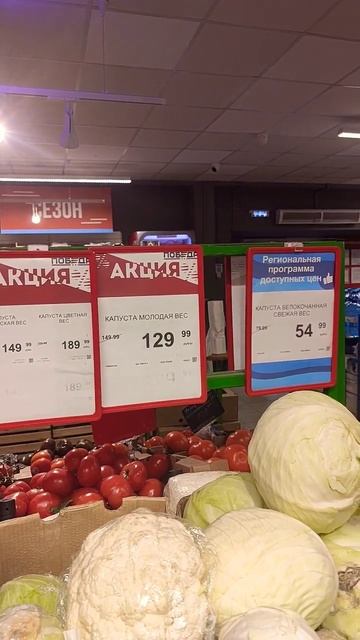 СЕЗОН
АКЦИЯ
КАПУСТА ЦВЕТНАЯ
ВЕС
149 99
189 99
189
ПОБЕДА
АКЦИЯ
КАПУСТА МОЛОДАЯ ВЕС
149.99
129 99
Региональная
программа
доступных цен
КАПУСТА БЕЛОКОЧАННАЯ
СВЕЖАЯ ВЕС
54 99